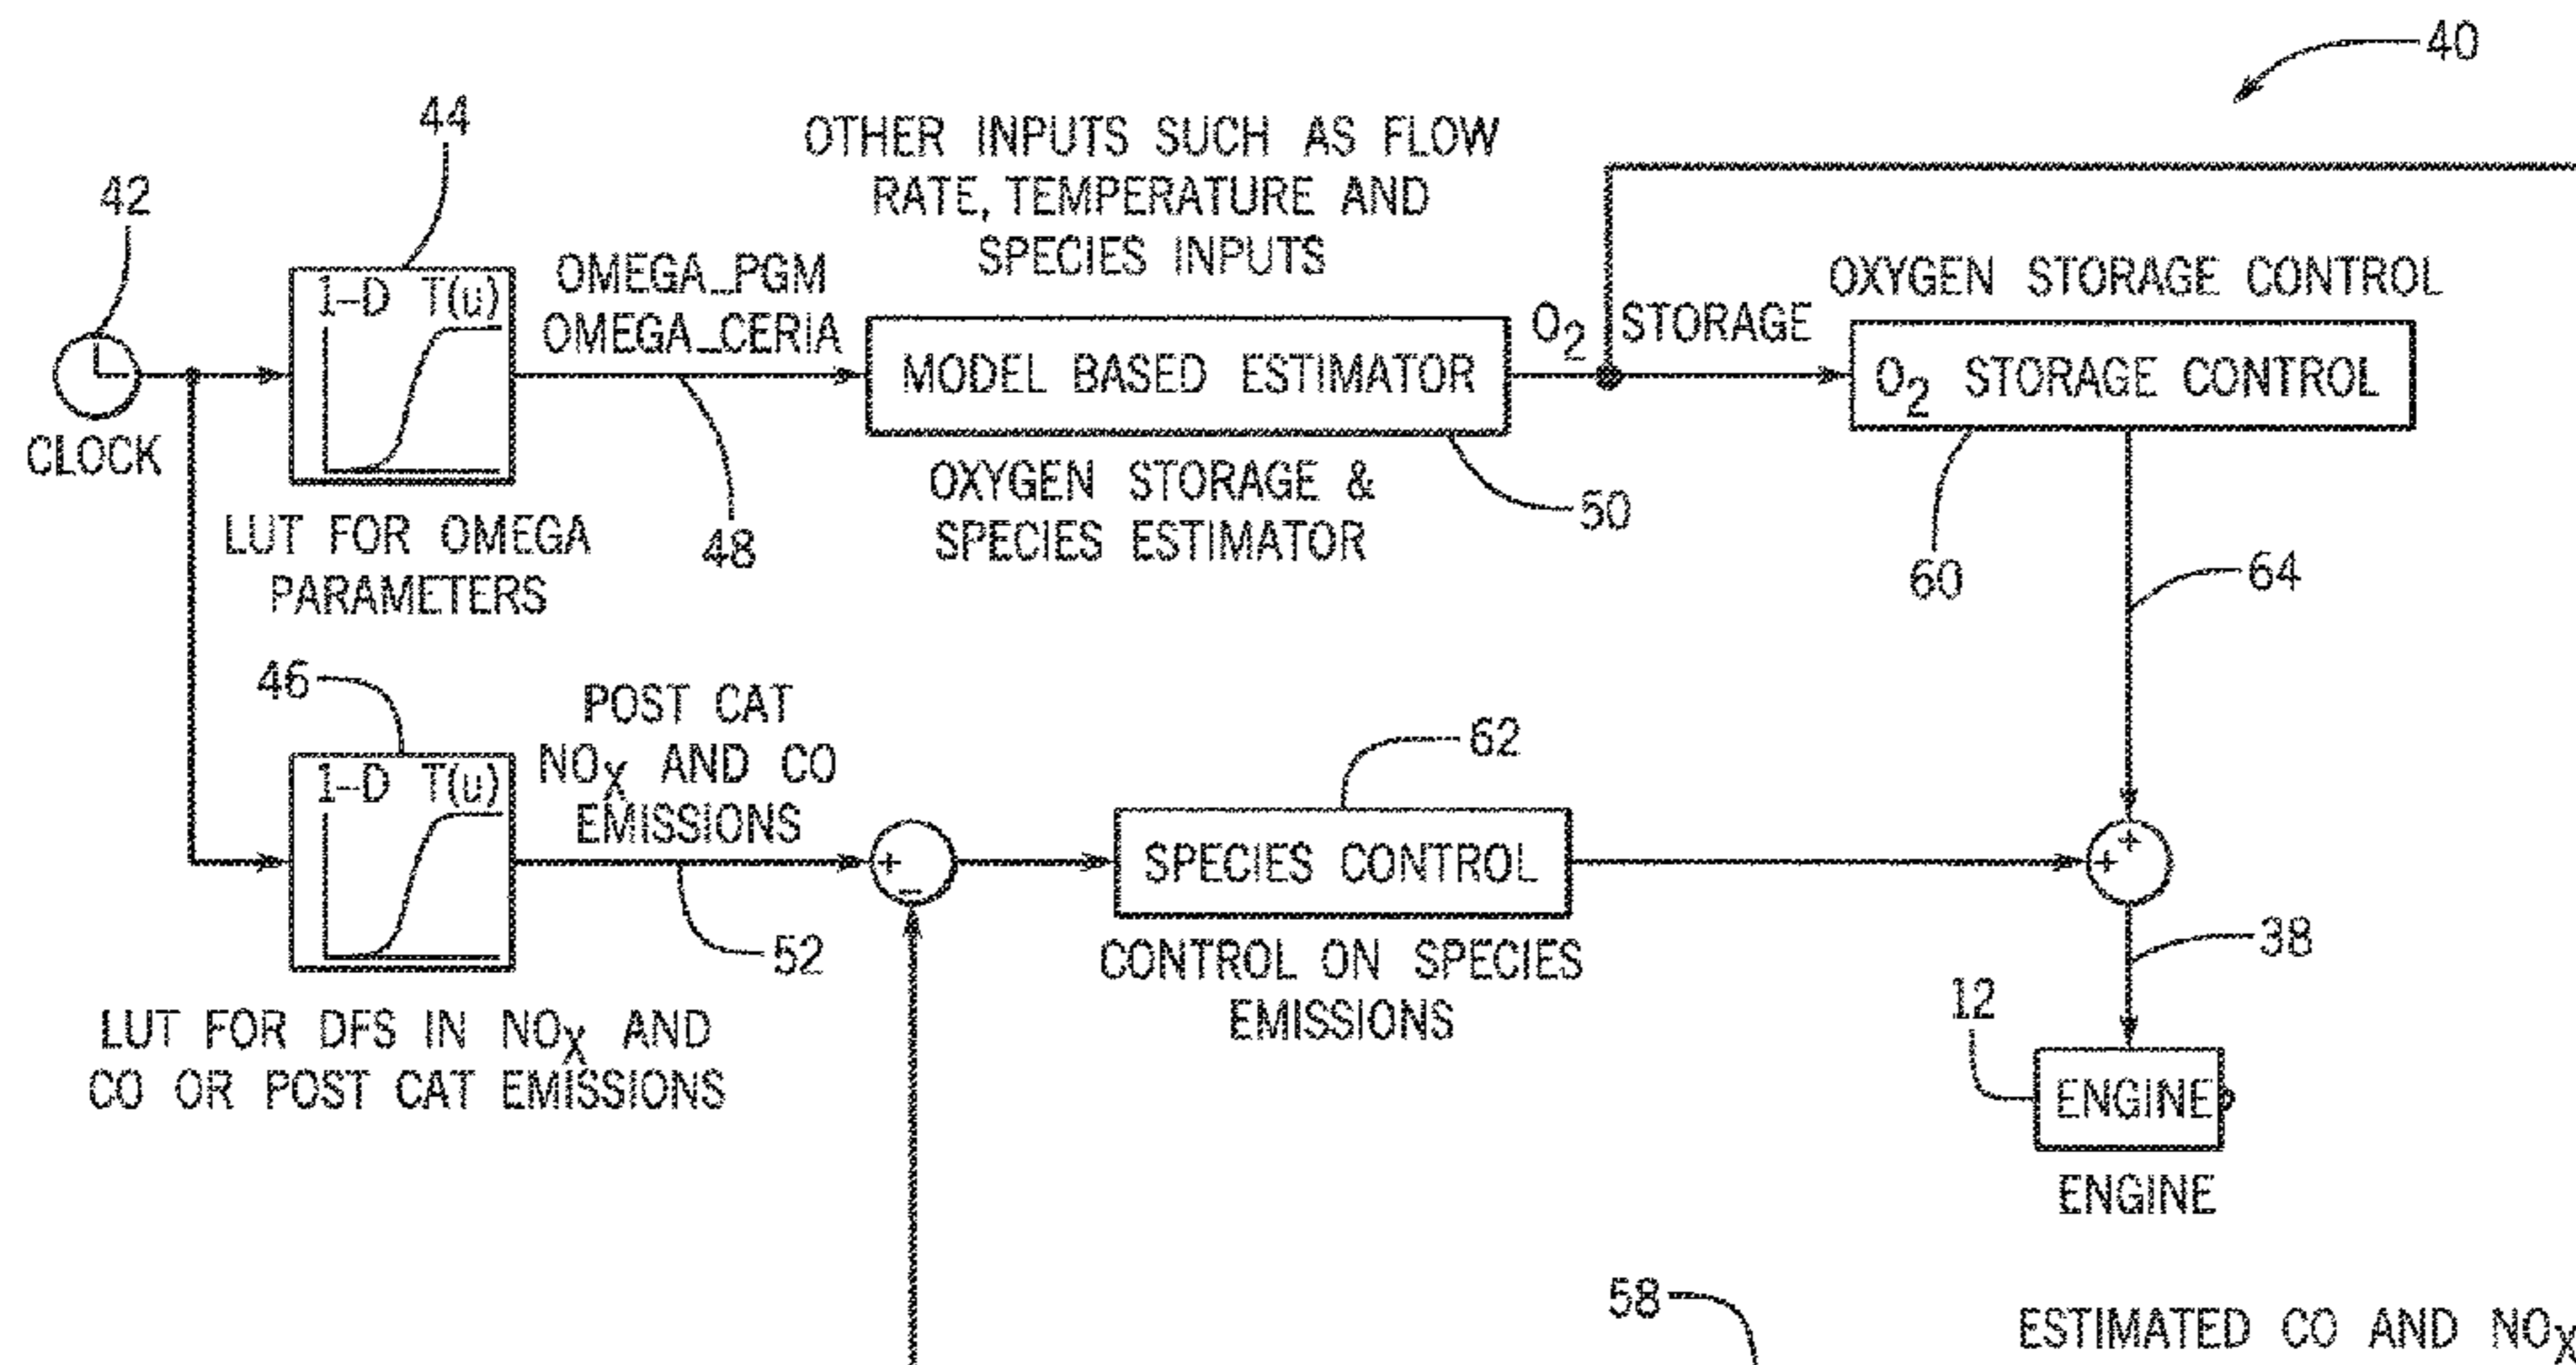 40
44
OTHER INPUTS SUCH AS FLOW
RATE, TEMPERATURE AND
SPECIES INPUTS
42
1-D T(u)
OMEGA_PGM
OMEGA_CERIA
MODEL BASED ESTIMATOR
O2 STORAGE
OXYGEN STORAGE CONTROL
O2 STORAGE CONTROL
CLOCK
LUT FOR OMEGA
PARAMETERS
48
OXYGEN STORAGE &
SPECIES ESTIMATOR
50
60
64
46
1-D T(u)
POST CAT
NOX AND CO
EMISSIONS
52
+
−
62
SPECIES CONTROL
CONTROL ON SPECIES
EMISSIONS
+
+
38
LUT FOR DFS IN NOX AND
CO OR POST CAT EMISSIONS
12
ENGINE
ENGINE
58
ESTIMATED CO AND NOX